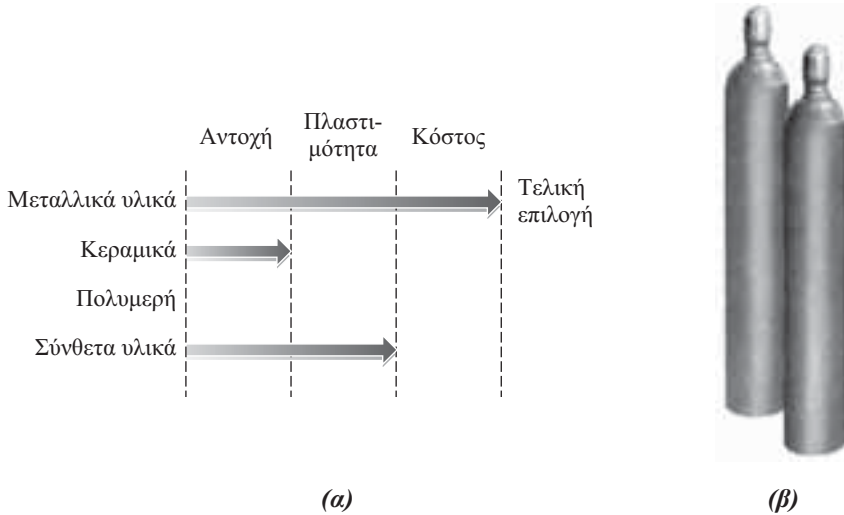 Αντοχή
Πλαστι-
μότητα
Κόστος
Μεταλλικά υλικά
Τελική
επιλογή
Κεραμικά
Πολυμερή
Σύνθετα υλικά
(α)
(β)